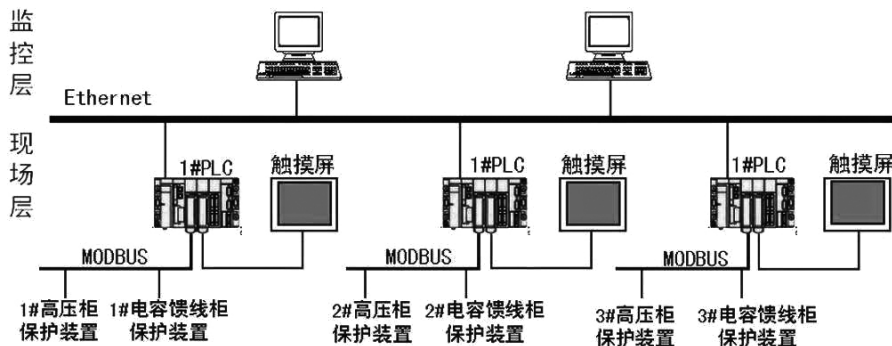 监控层
Ethernet
现场层
1#PLC
触摸屏
1#PLC
触摸屏
1#PLC
触摸屏
MODBUS
MODBUS
MODBUS
1#高压柜
保护装置
1#电容馈线柜
保护装置
2#高压柜
保护装置
2#电容馈线柜
保护装置
3#高压柜
保护装置
3#电容馈线柜
保护装置